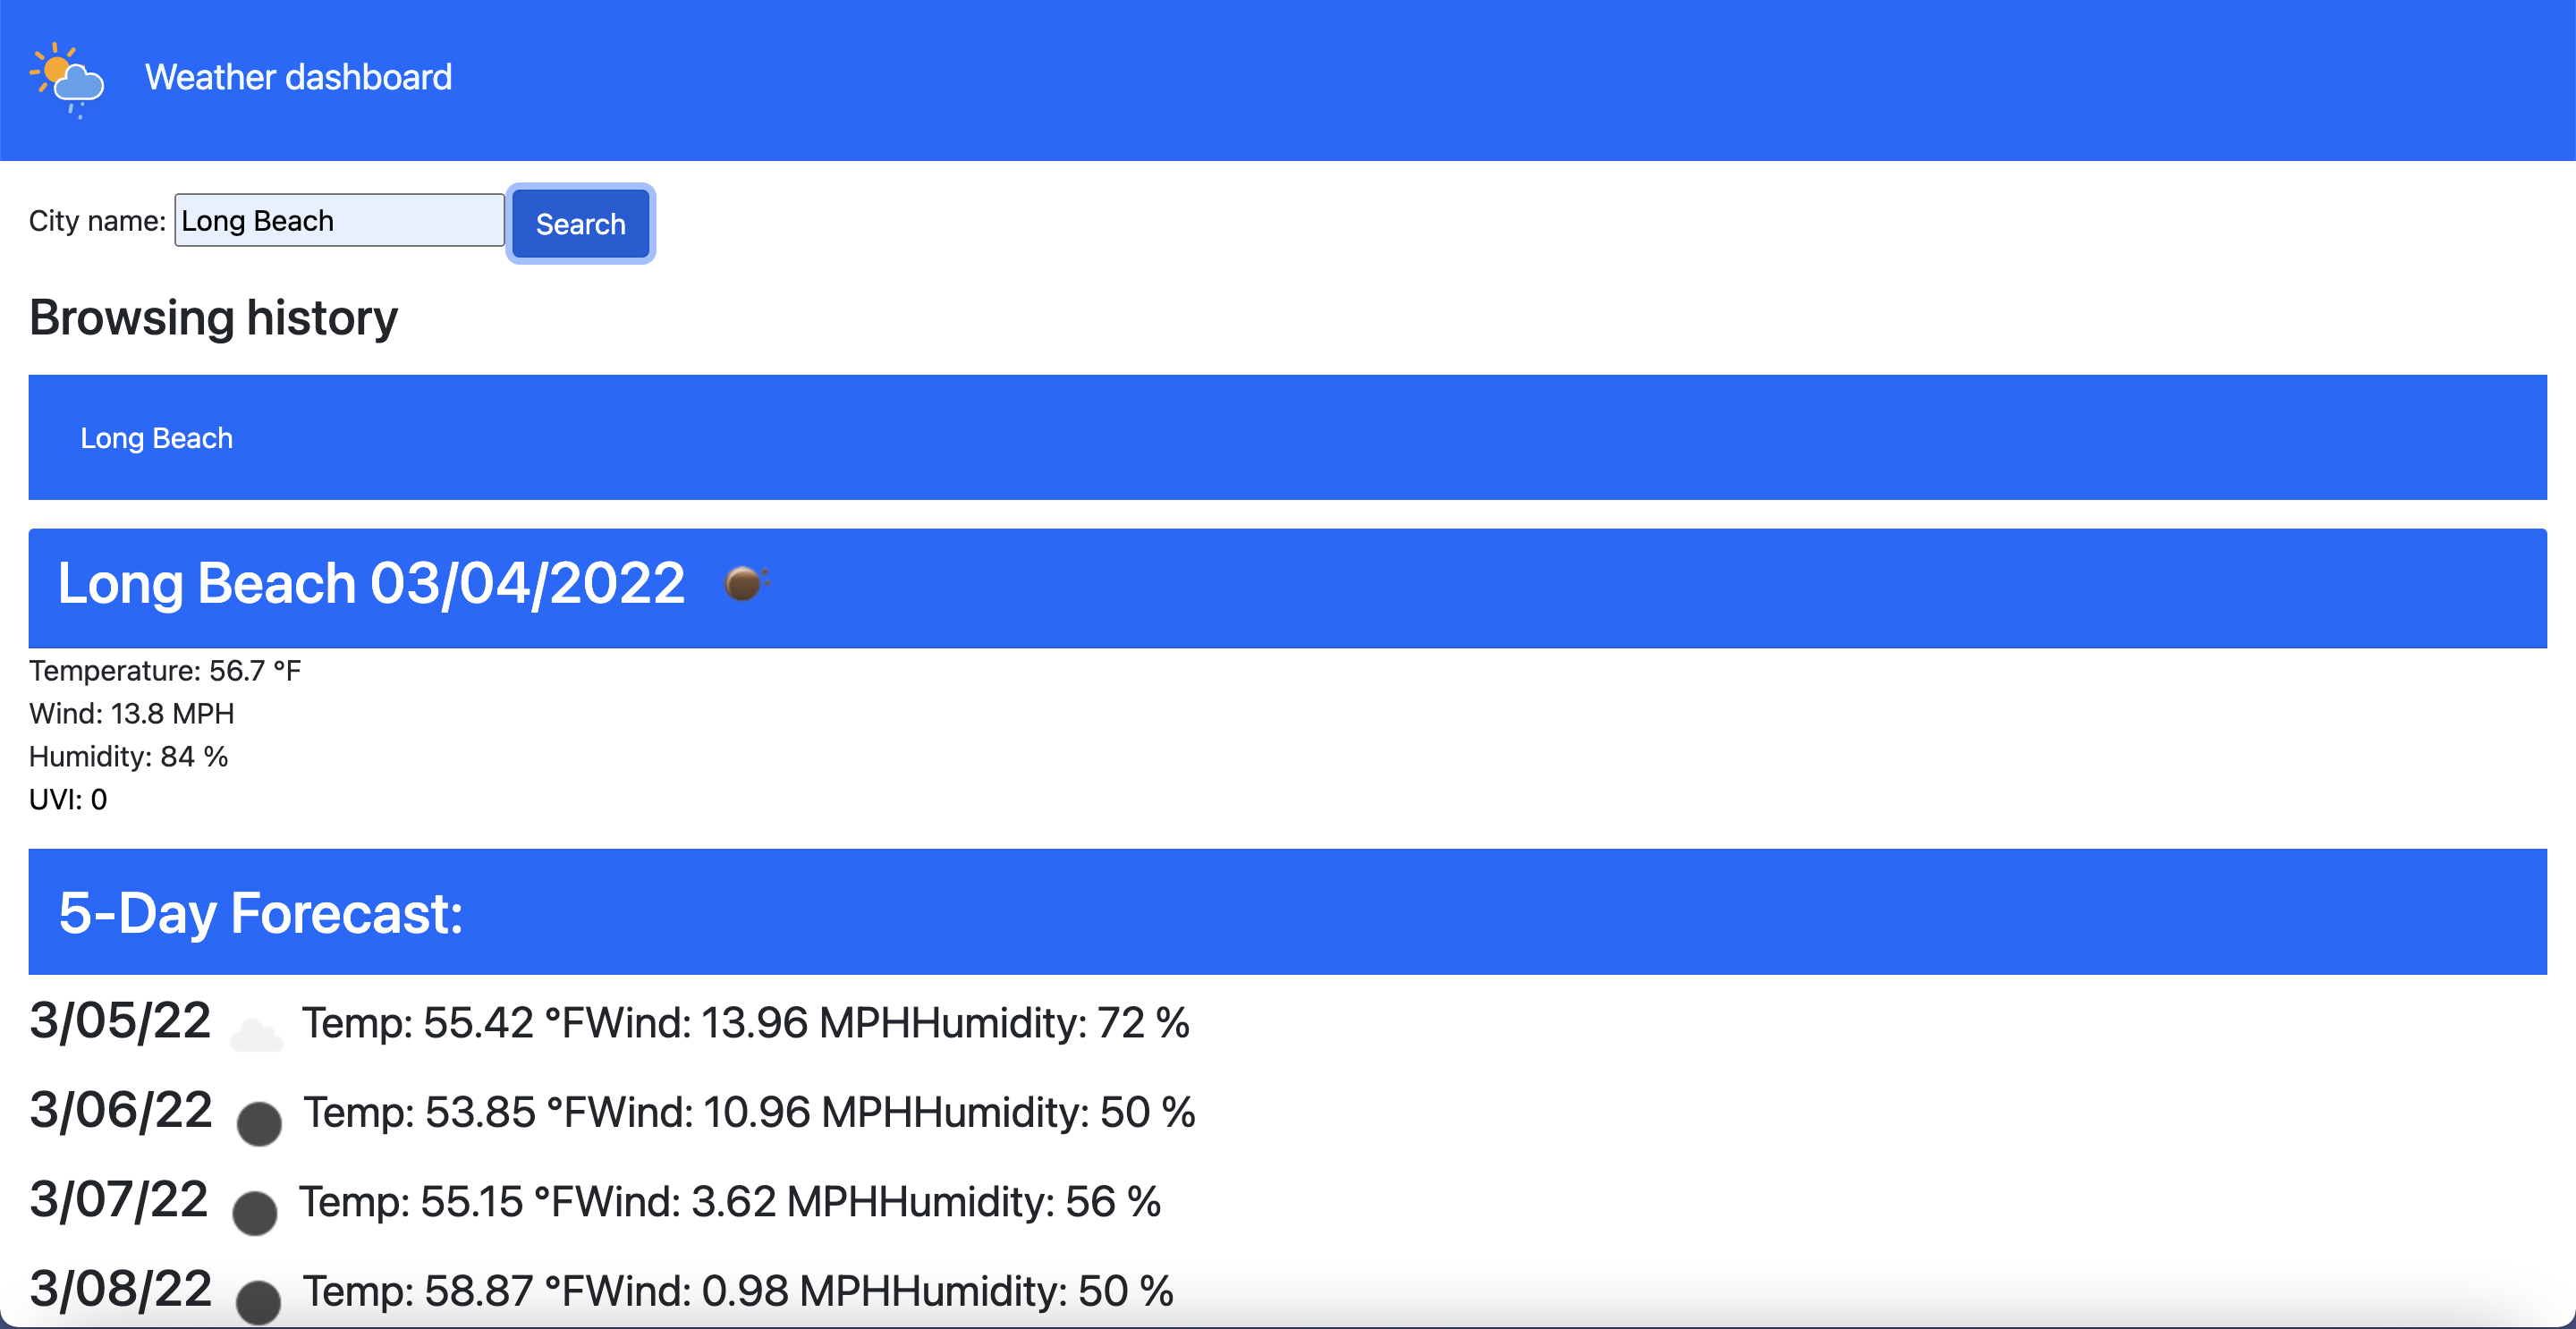 Weather dashboard
City name: Long Beach Search
Browsing history
Long Beach
Long Beach 03/04/2022
Temperature: 56.7 °F
Wind: 13.8 MPH
Humidity: 84 %
UVI: 0
5-Day Forecast:
3/05/22 Temp: 55.42 °FWind: 13.96 MPHHumidity: 72 %
3/06/22 Temp: 53.85 °FWind: 10.96 MPHHumidity: 50 %
3/07/22 Temp: 55.15 °FWind: 3.62 MPHHumidity: 56 %
3/08/22 Temp: 58.87 °FWind: 0.98 MPHHumidity: 50 %